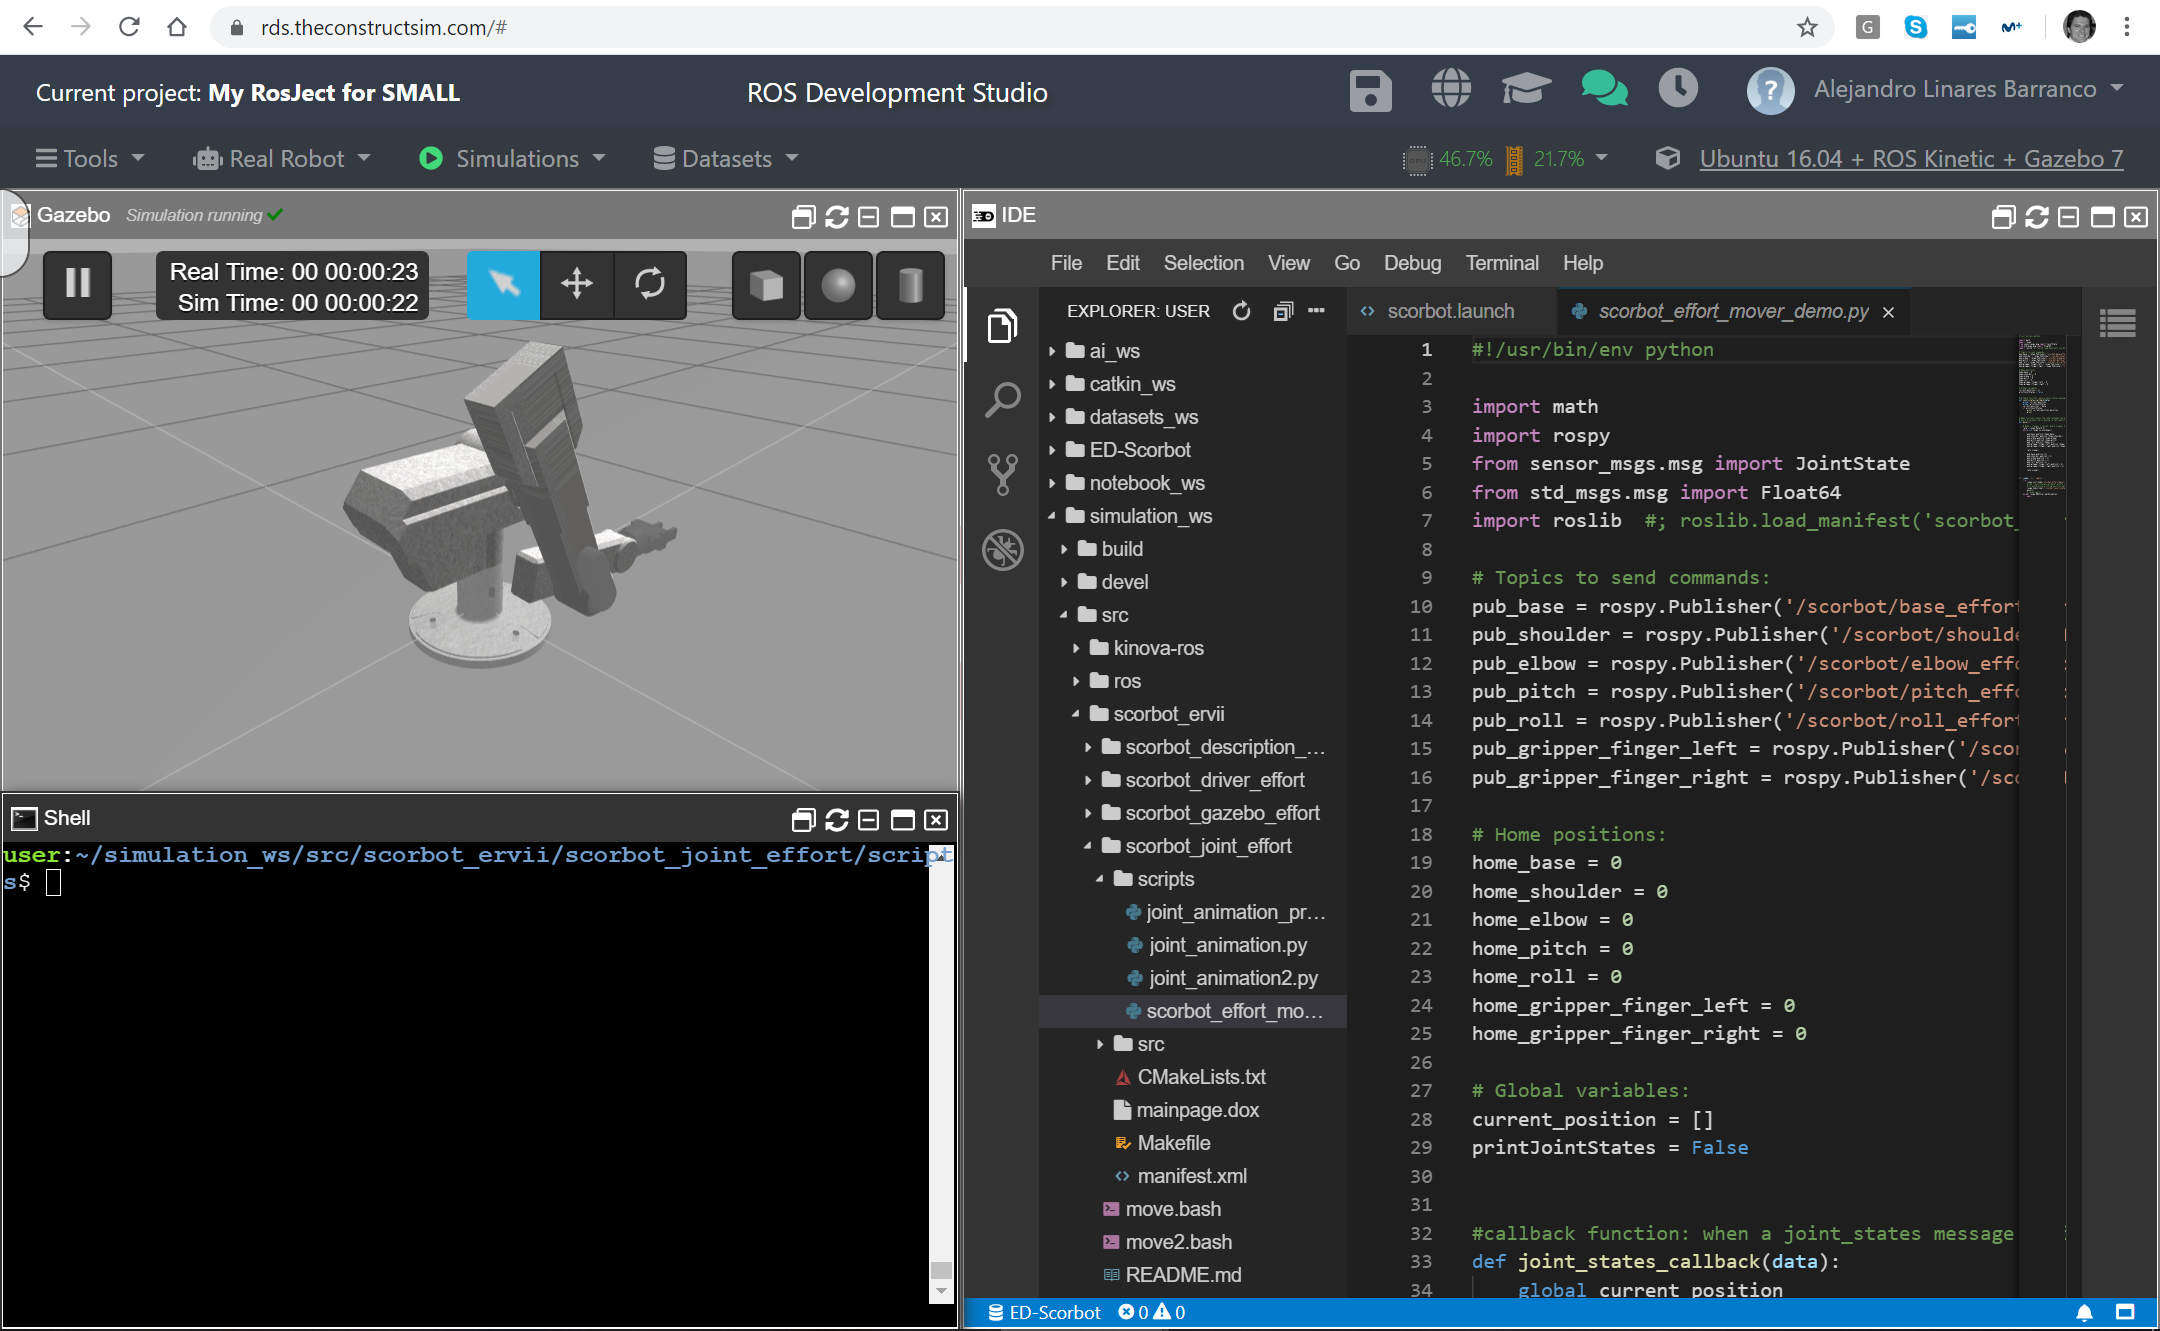 rds.theconstructsim.com/#
G
Current project: My RosJect for SMALL
ROS Development Studio
?
Alejandro Linares Barranco
Tools
Real Robot
Simulations
Datasets
46.7%
21.7%
Ubuntu 16.04 + ROS Kinetic + Gazebo 7
Gazebo Simulation running
Real Time: 00 00:00:23
Sim Time: 00 00:00:22
Shell
user:~/simulation_ws/src/scorbot_ervii/scorbot_joint_effort/script
s$
IDE
File Edit Selection View Go Debug Terminal Help
EXPLORER: USER
ai_ws
catkin_ws
datasets_ws
ED-Scorbot
notebook_ws
simulation_ws
build
devel
src
kinova-ros
ros
scorbot_ervii
scorbot_description_...
scorbot_driver_effort
scorbot_gazebo_effort
scorbot_joint_effort
scripts
joint_animation_pr...
joint_animation.py
joint_animation2.py
scorbot_effort_mo...
src
CMakeLists.txt
mainpage.dox
Makefile
manifest.xml
move.bash
move2.bash
README.md
scorbot.launch
scorbot_effort_mover_demo.py
1 #!/usr/bin/env python
2
3 import math
4 import rospy
5 from sensor_msgs.msg import JointState
6 from std_msgs.msg import Float64
7 import roslib #; roslib.load_manifest('scorbot_
8
9 # Topics to send commands:
10 pub_base = rospy.Publisher('/scorbot/base_effort
11 pub_shoulder = rospy.Publisher('/scorbot/shoulde
12 pub_elbow = rospy.Publisher('/scorbot/elbow_effo
13 pub_pitch = rospy.Publisher('/scorbot/pitch_effo
14 pub_roll = rospy.Publisher('/scorbot/roll_effort
15 pub_gripper_finger_left = rospy.Publisher('/scor
16 pub_gripper_finger_right = rospy.Publisher('/sco
17
18 # Home positions:
19 home_base = 0
20 home_shoulder = 0
21 home_elbow = 0
22 home_pitch = 0
23 home_roll = 0
24 home_gripper_finger_left = 0
25 home_gripper_finger_right = 0
26
27 # Global variables:
28 current_position = []
29 printJointStates = False
30
31
32 #callback function: when a joint_states message
33 def joint_states_callback(data):
34 global current_position
ED-Scorbot 0 0